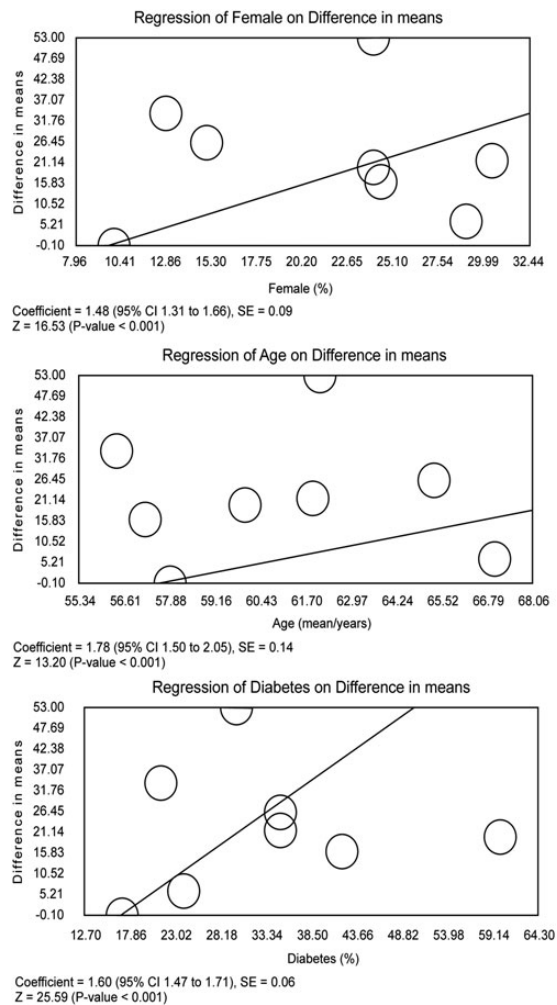 Regression of Female on Difference in means
Difference in means
53.00
47.69
42.38
37.07
31.76
26.45
21.14
15.83
10.52
5.21
-0.10
7.96 10.41 12.86 15.30 17.75 20.20 22.65 25.10 27.54 29.99 32.44
Female (%)
Coefficient = 1.48 (95% CI 1.31 to 1.66), SE = 0.09
Z = 16.53 (P-value < 0.001)
Regression of Age on Difference in means
Difference in means
53.00
47.69
42.38
37.07
31.76
26.45
21.14
15.83
10.52
5.21
-0.10
55.34 56.61 57.88 59.16 60.43 61.70 62.97 64.24 65.52 66.79 68.06
Age (mean/years)
Coefficient = 1.78 (95% CI 1.50 to 2.05), SE = 0.14
Z = 13.20 (P-value < 0.001)
Regression of Diabetes on Difference in means
Difference in means
53.00
47.69
42.38
37.07
31.76
26.45
21.14
15.83
10.52
5.21
-0.10
12.70 17.86 23.02 28.18 33.34 38.50 43.66 48.82 53.98 59.14 64.30
Diabetes (%)
Coefficient = 1.60 (95% CI 1.47 to 1.71), SE = 0.06
Z = 25.59 (P-value < 0.001)